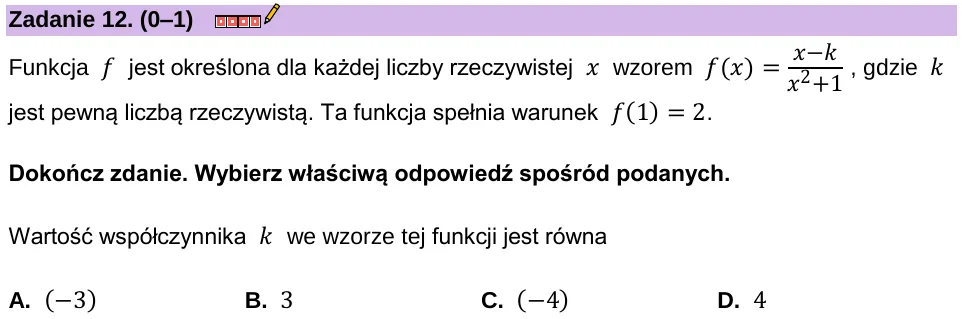 Zadanie 12. (0–1)
Funkcja f jest określona dla każdej liczby rzeczywistej x wzorem f(x) = \frac{x−k}{x^2+1} , gdzie k
jest pewną liczbą rzeczywistą. Ta funkcja spełnia warunek f(1) = 2.
Dokończ zdanie. Wybierz właściwą odpowiedź spośród podanych.
Wartość współczynnika k we wzorze tej funkcji jest równa
A. (−3) B. 3 C. (−4) D. 4